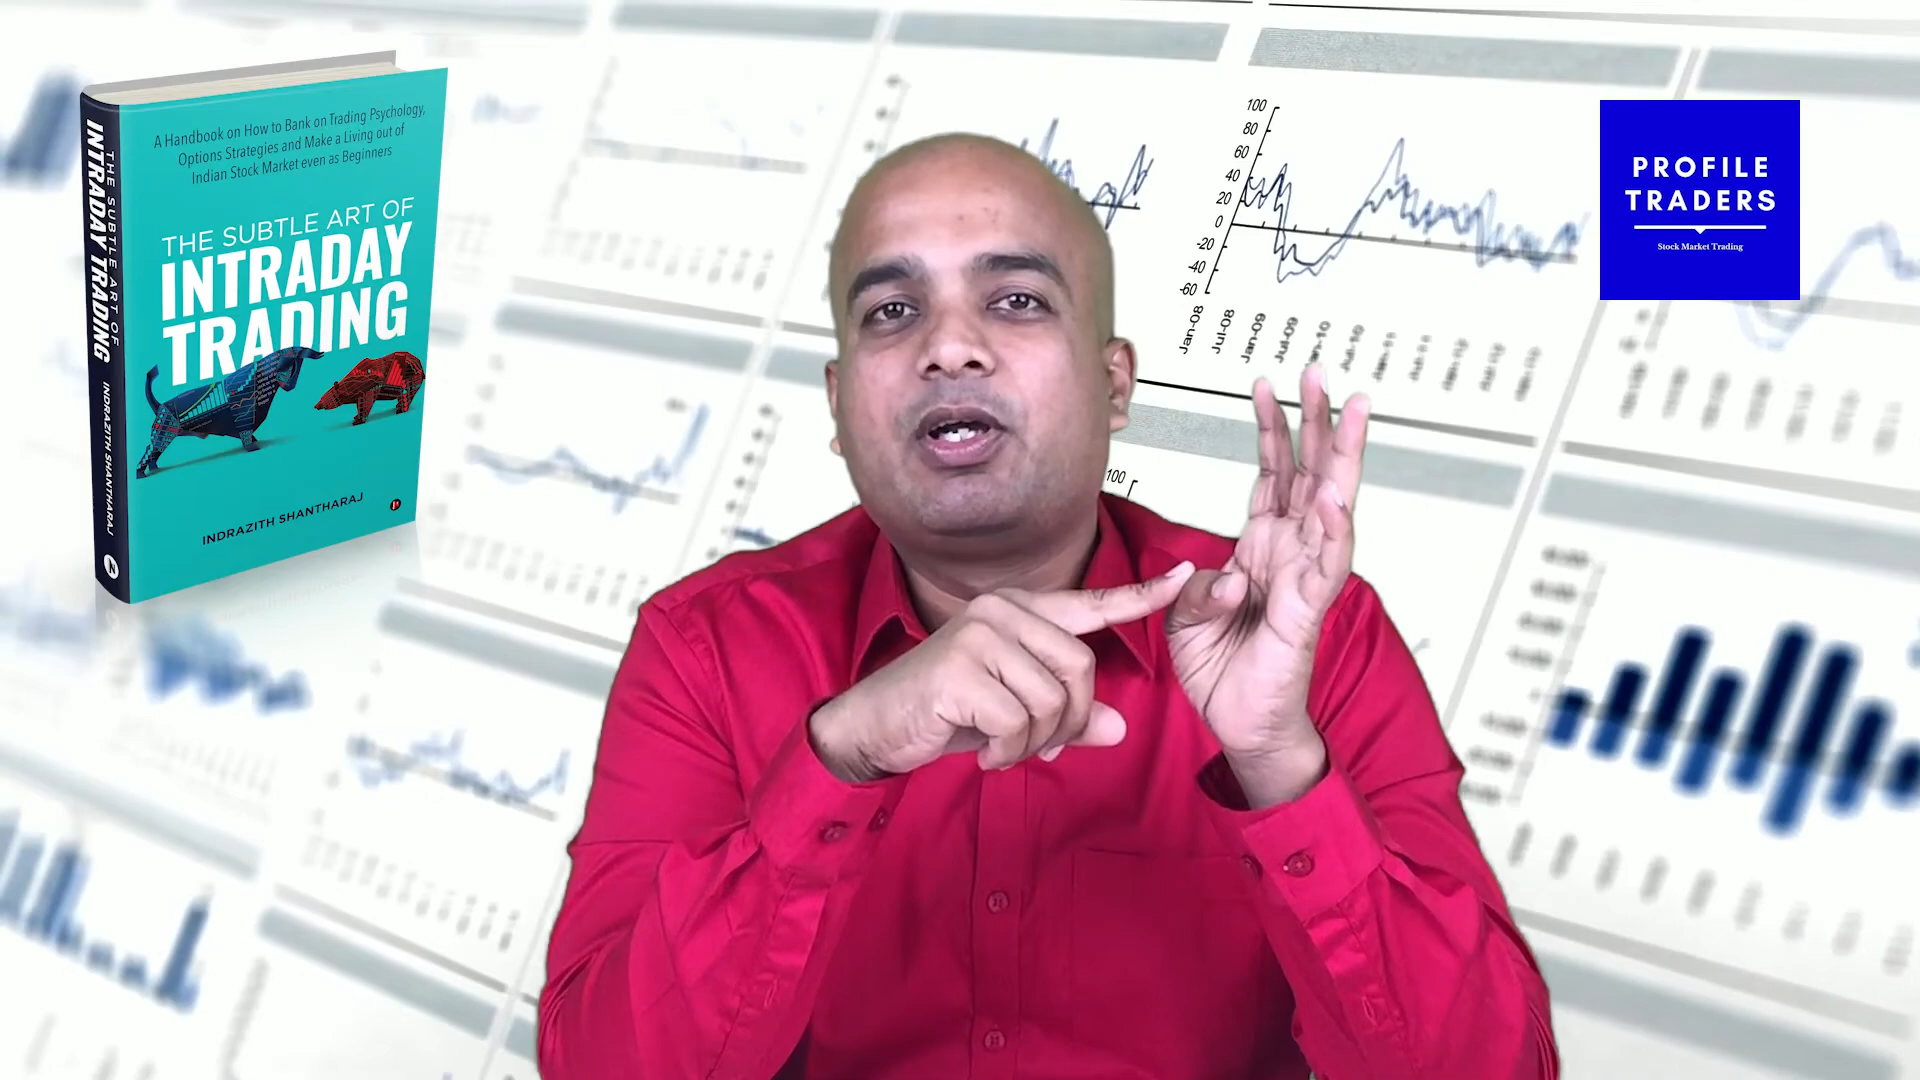 A Handbook on How to Bank on Trading Psychology,
Options Strategies and Make a Living out of
Indian Stock Market even as Beginners
THE SUBTLE ART OF
INTRADAY
TRADING
INDRAZITH SHANTHARAJ
THE SUBTLE ART OF
INTRADAY TRADING
INDRAZITH SHANTHARAJ
PROFILE
TRADERS
Stock Market Trading
100
80
60
40
20
0
-20
-40
-60
Jan-08
Jul-08
Jan-09
Jul-09
Jul-10
100